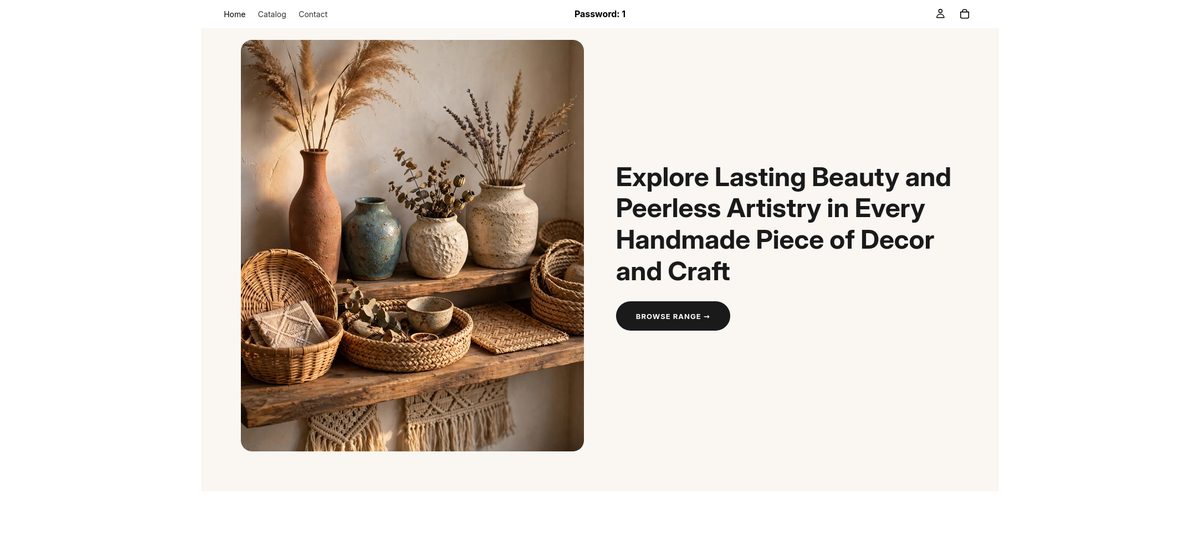 Home Catalog Contact Password: 1
Explore Lasting Beauty and
Peerless Artistry in Every
Handmade Piece of Decor
and Craft
BROWSE RANGE →